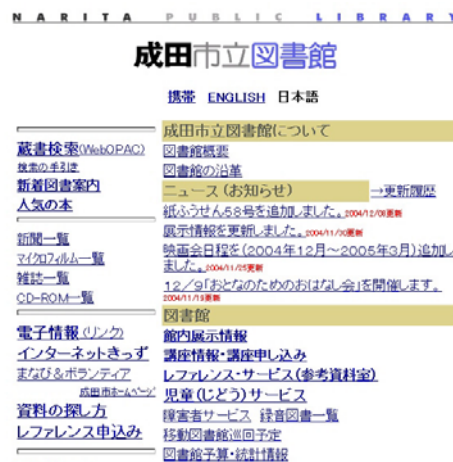 NARITA PUBLIC LIBRARY
成田市立図書館
携帯 ENGLISH 日本語
蔵書検索(WebOPAC)
検索の手引き
新着図書案内
人気の本
新聞一覧
マイクロフィルム一覧
雑誌一覧
CD-ROM一覧
電子情報(リンク)
インターネットきっず
まなび&ボランティア
成田市ホームページ
資料の探し方
レファレンス申込み
成田市立図書館について
図書館概要
図書館の沿革
ニュース(お知らせ) →更新履歴
紙ふうせん58号を追加しました。2004/12/08更新
展示情報を更新しました。2004/11/30更新
映画会日程を(2004年12月～2005年3月)追加し
ました。2004/11/25更新
12/9「おとなのためのおはなし会」を開催します。
2004/11/19更新
図書館
館内展示情報
講座情報・講座申し込み
レファレンス・サービス(参考資料室)
児童(じどう)サービス
障害者サービス 録音図書一覧
移動図書館巡回予定
図書館予算・統計情報